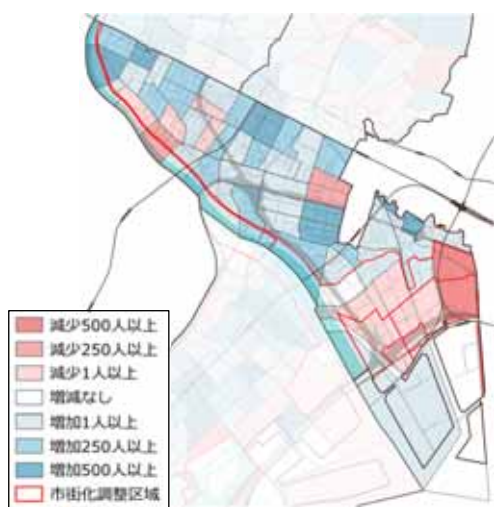 減少500人以上
減少250人以上
減少1人以上
増減なし
増加1人以上
増加250人以上
増加500人以上
市街化調整区域